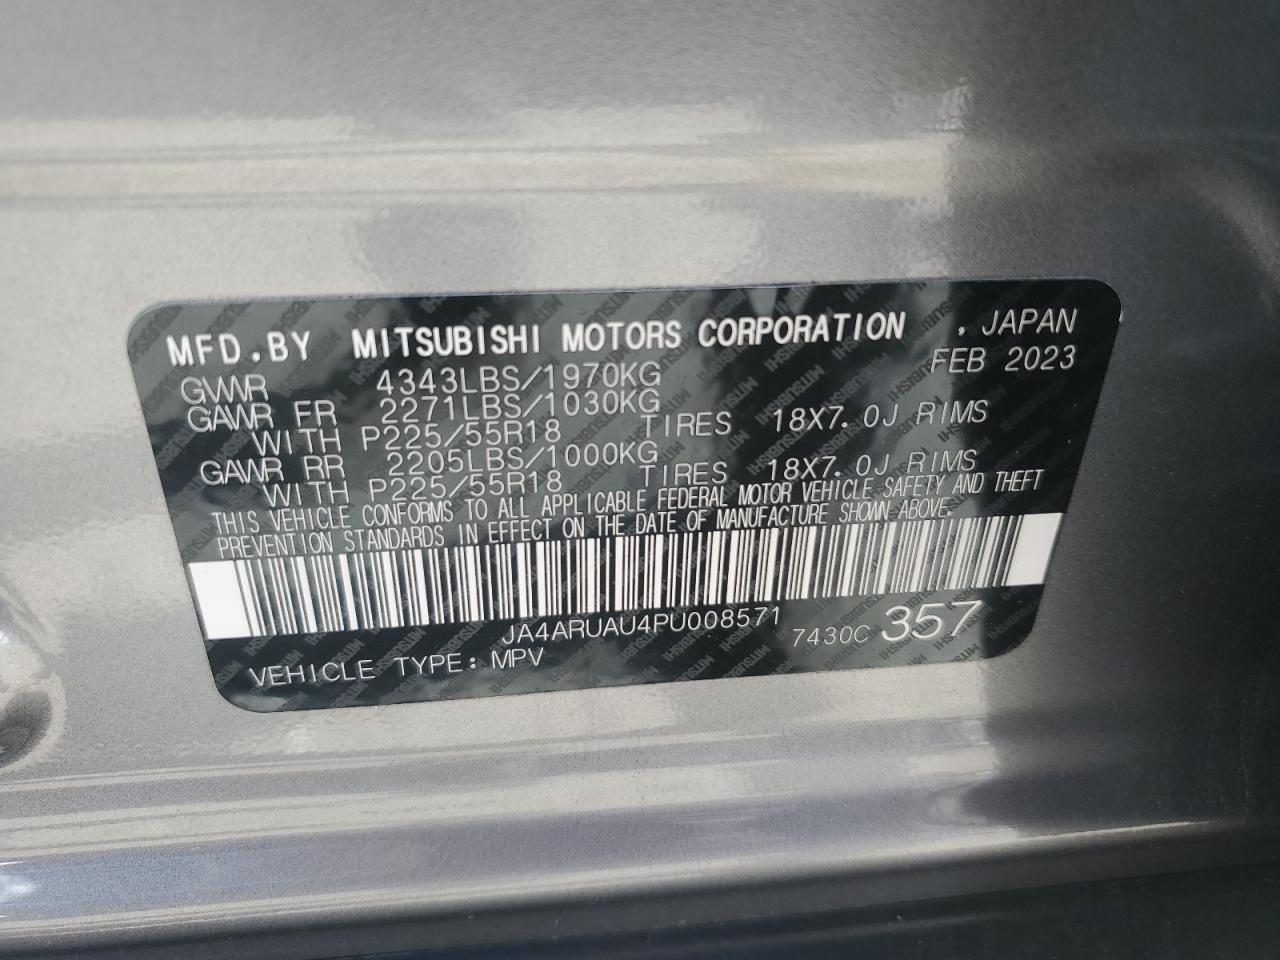 MFD.BY MITSUBISHI MOTORS CORPORATION . JAPAN
FEB 2023
GVWR 4343LBS/1970KG
GAWR FR 2271LBS/1030KG
WITH P225/55R18 TIRES 18X7.0J RIMS
GAWR RR 2205LBS/1000KG
WITH P225/55R18 TIRES 18X7.0J RIMS
THIS VEHICLE CONFORMS TO ALL APPLICABLE FEDERAL MOTOR VEHICLE SAFETY AND THEFT
PREVENTION STANDARDS IN EFFECT ON THE DATE OF MANUFACTURE SHOWN ABOVE.
JA4ARUAU4PU008571 7430C 357
VEHICLE TYPE: MPV